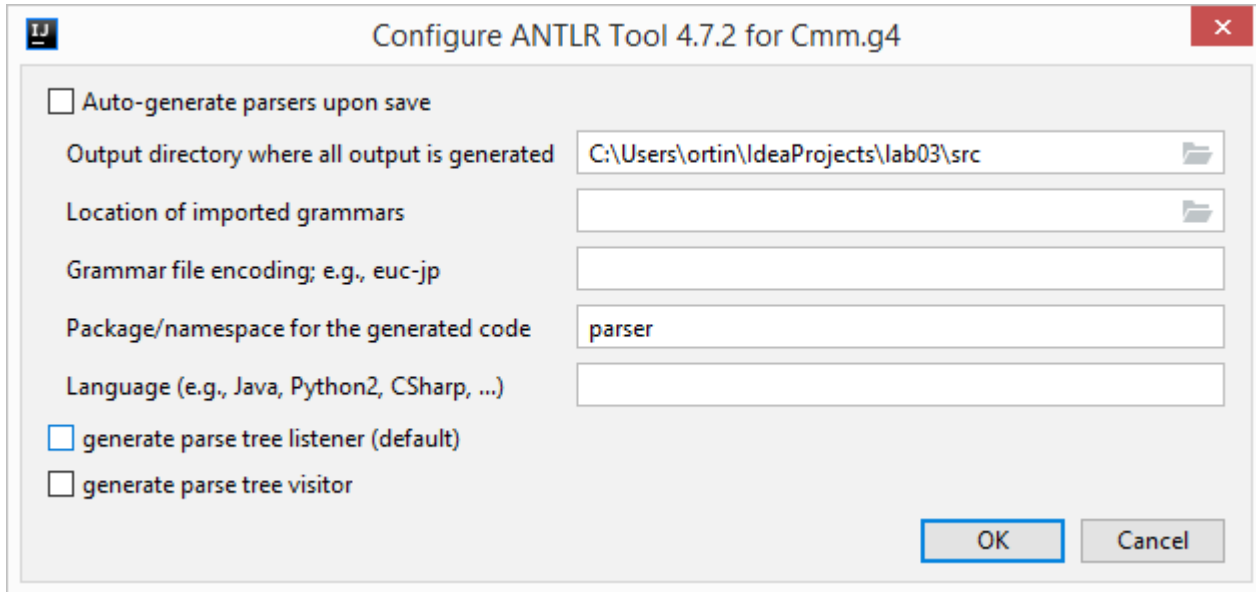 IJ
Configure ANTLR Tool 4.7.2 for Cmm.g4
Auto-generate parsers upon save
Output directory where all output is generated C:\Users\ortin\IdeaProjects\lab03\src
Location of imported grammars
Grammar file encoding; e.g., euc-jp
Package/namespace for the generated code parser
Language (e.g., Java, Python2, CSharp, ...)
generate parse tree listener (default)
generate parse tree visitor
OK Cancel